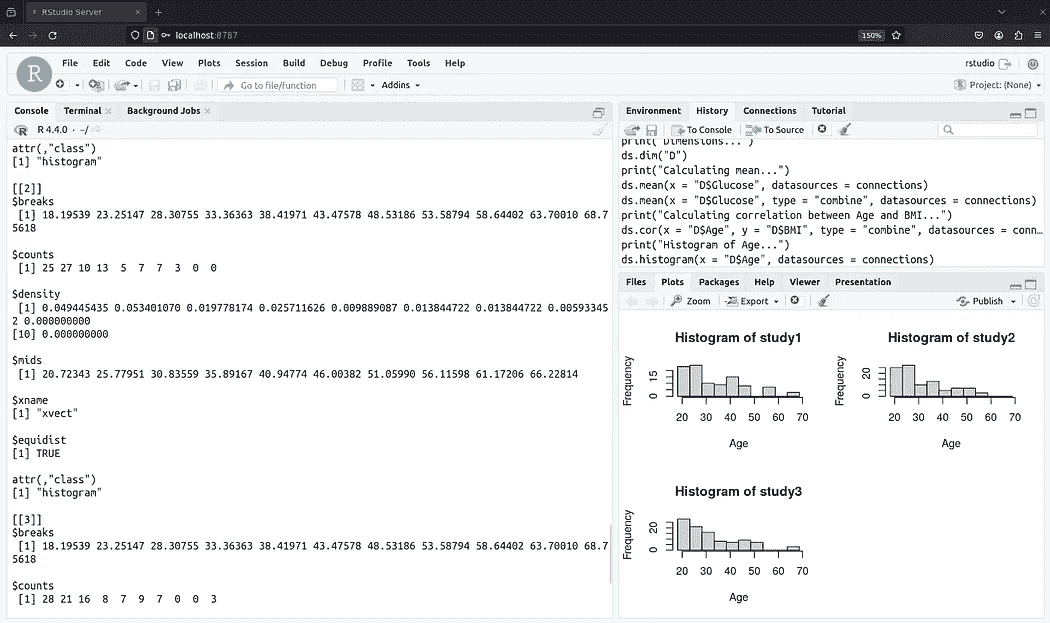 RStudio Server
localhost:8787
150%
File Edit Code View Plots Session Build Debug Profile Tools Help
rstudio
R
Go to file/function
Addins
Project: (None)
Console Terminal Background Jobs
R 4.4.0 · ~/
attr(,"class")
[1] "histogram"
[[2]]
$breaks
[1] 18.19539 23.25147 28.30755 33.36363 38.41971 43.47578 48.53186 53.58794 58.64402 63.70010 68.7
5618
$counts
[1] 25 27 10 13  5  7  7  3  0  0
$density
[1] 0.049445435 0.053401070 0.019778174 0.025711626 0.009889087 0.013844722 0.013844722 0.00593345
2 0.000000000
[10] 0.000000000
$mids
[1] 20.72343 25.77951 30.83559 35.89167 40.94774 46.00382 51.05990 56.11598 61.17206 66.22814
$xname
[1] "xvect"
$equidist
[1] TRUE
attr(,"class")
[1] "histogram"
[[3]]
$breaks
[1] 18.19539 23.25147 28.30755 33.36363 38.41971 43.47578 48.53186 53.58794 58.64402 63.70010 68.7
5618
$counts
[1] 28 21 16  8  7  9  7  0  0  3
Environment History Connections Tutorial
To Console To Source
print("Dimensions...")
ds.dim("D")
print("Calculating mean...")
ds.mean(x = "D$Glucose", datasources = connections)
ds.mean(x = "D$Glucose", type = "combine", datasources = connections)
print("Calculating correlation between Age and BMI...")
ds.cor(x = "D$Age", y = "D$BMI", type = "combine", datasources = conn…
print("Histogram of Age...")
ds.histogram(x = "D$Age", datasources = connections)
Files Plots Packages Help Viewer Presentation
Zoom Export Publish
Histogram of study1
Frequency
0 15
20 30 40 50 60 70
Age
Histogram of study2
Frequency
0 20
20 30 40 50 60 70
Age
Histogram of study3
Frequency
0 20
20 30 40 50 60 70
Age